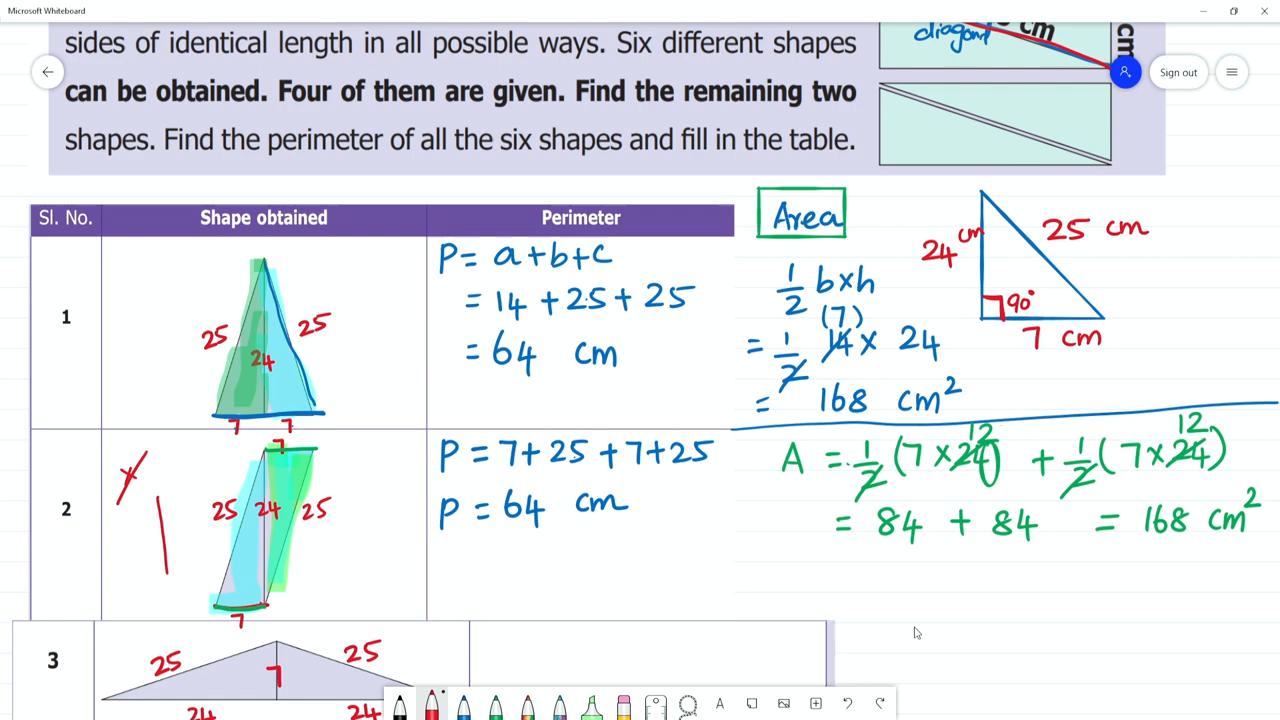 Microsoft Whiteboard
sides of identical length in all possible ways. Six different shapes
can be obtained. Four of them are given. Find the remaining two
shapes. Find the perimeter of all the six shapes and fill in the table.
diagonal
cm
cm
Sign out
Sl. No.
Shape obtained
Perimeter
1
25
25
24
7
7
P = a+b+c
= 14 + 25 + 25
= 64 cm
Area
1/2 b×h
(7)
= 1/2 14 × 24
= 168 cm²
24 cm
25 cm
90°
7 cm
2
7
25
24
25
7
P = 7+25+7+25
P = 64 cm
12
12
A = 1/2 (7 × 24) + 1/2 (7 × 24)
= 84 + 84 = 168 cm²
3
25
25
7
24
24
A